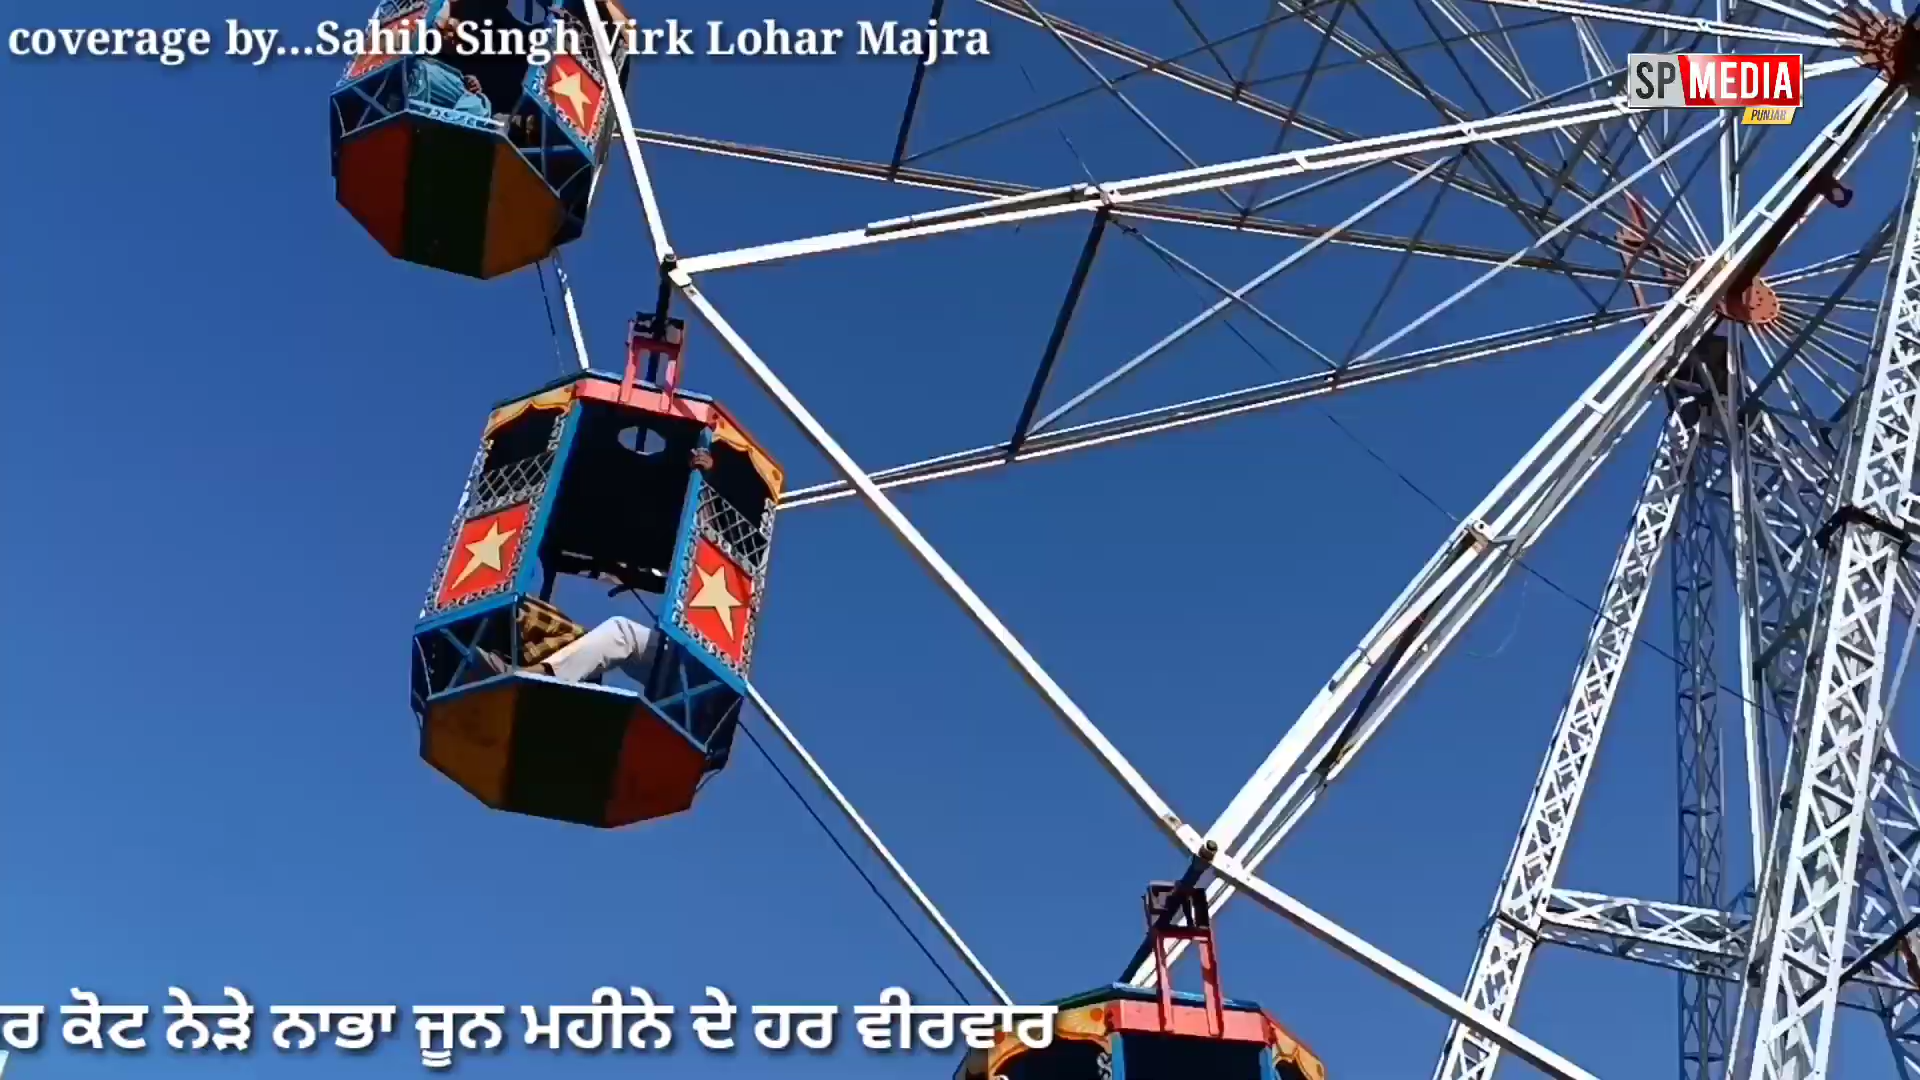 coverage by...Sahib Singh Virk Lohar Majra
SP MEDIA
PUNJAB
ਰ ਕੋਟ ਨੇੜੇ ਨਾਭਾ ਜੂਨ ਮਹੀਨੇ ਦੇ ਹਰ ਵੀਰਵਾਰ